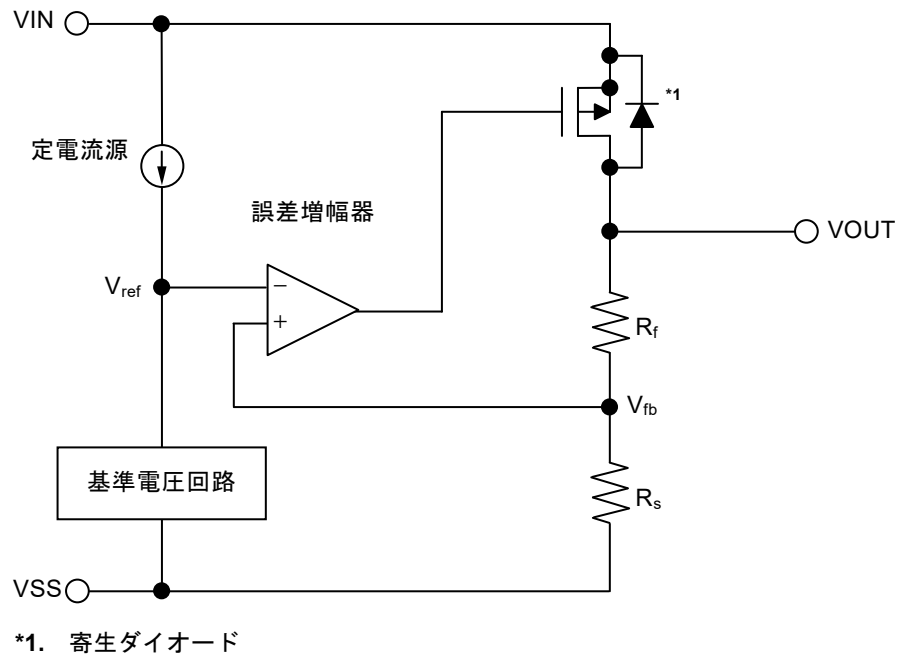 VIN
*1
定電流源
誤差増幅器
VOUT
Vref
−
+
Rf
Vfb
基準電圧回路
Rs
VSS
*1. 寄生ダイオード